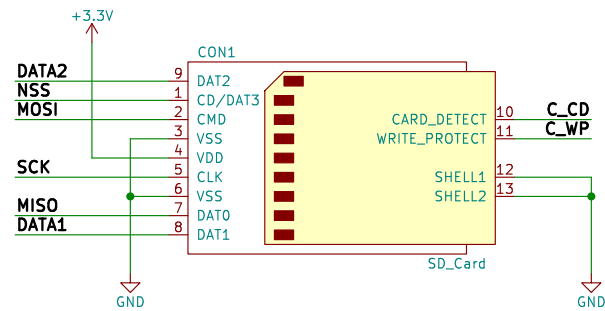 +3.3V
CON1
DATA2 9 DAT2
NSS 1 CD/DAT3
MOSI 2 CMD CARD_DETECT 10 C_CD
3 VSS WRITE_PROTECT 11 C_WP
4 VDD
SCK 5 CLK SHELL1 12
6 VSS SHELL2 13
MISO 7 DAT0
DATA1 8 DAT1
SD_Card
GND GND